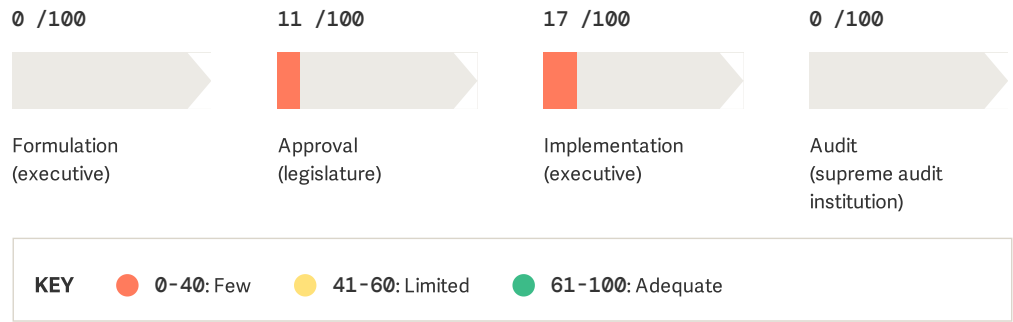 0 /100
11 /100
17 /100
0 /100
Formulation
(executive)
Approval
(legislature)
Implementation
(executive)
Audit
(supreme audit
institution)
KEY
0-40: Few
41-60: Limited
61-100: Adequate